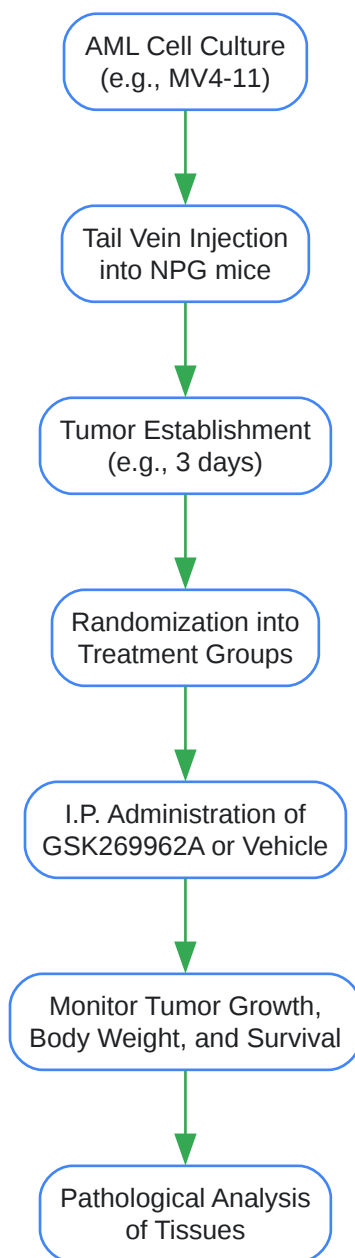 AML Cell Culture
(e.g., MV4-11)
Tail Vein Injection
into NPG mice
Tumor Establishment
(e.g., 3 days)
Randomization into
Treatment Groups
I.P. Administration of
GSK269962A or Vehicle
Monitor Tumor Growth,
Body Weight, and Survival
Pathological Analysis
of Tissues